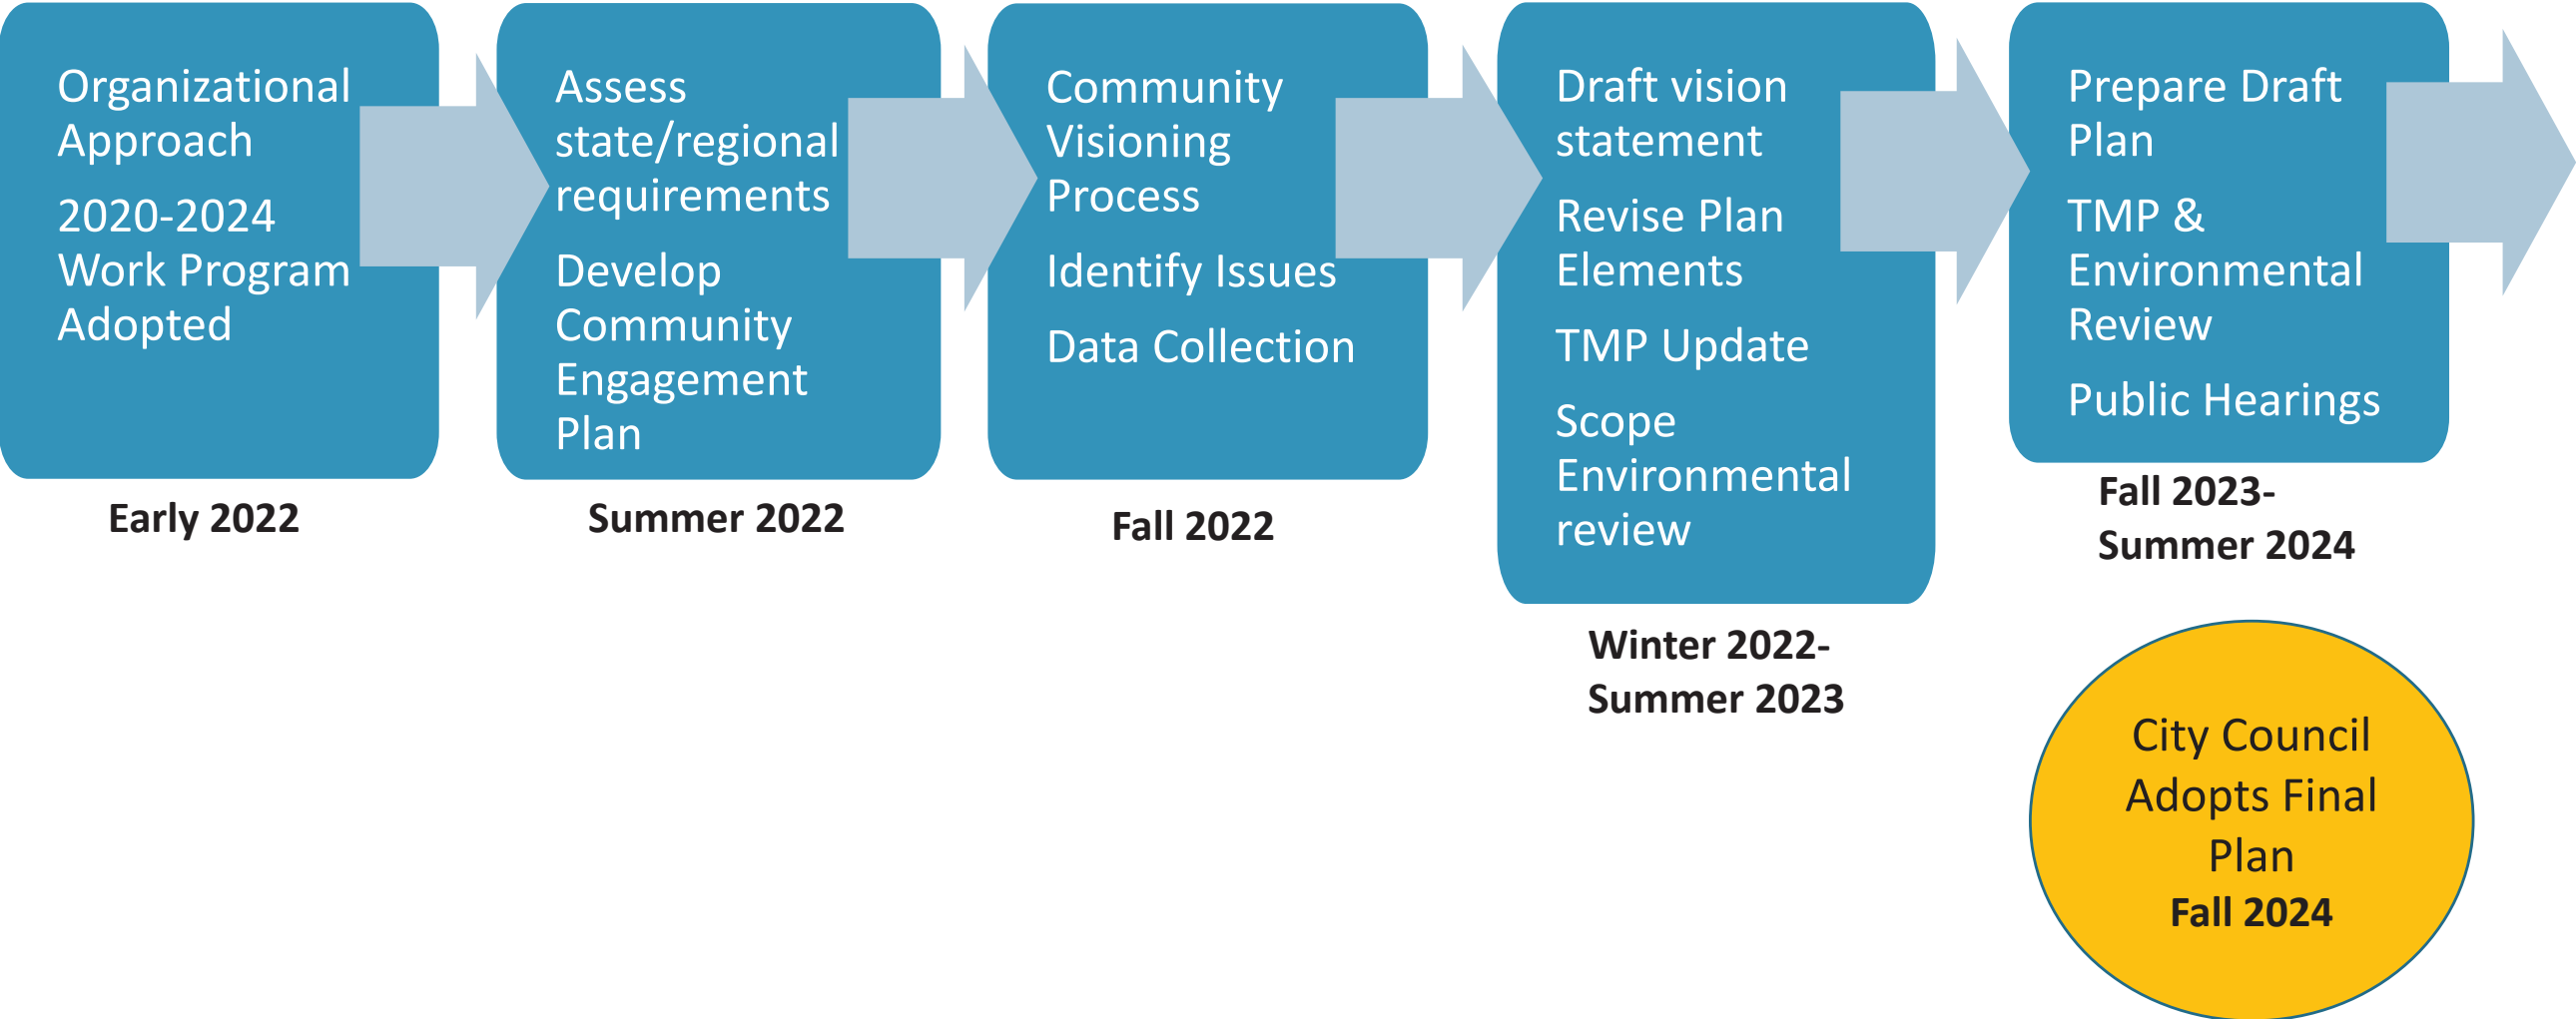 Organizational
Approach
2020-2024
Work Program
Adopted
Early 2022
Assess
state/regional
requirements
Develop
Community
Engagement
Plan
Summer 2022
Community
Visioning
Process
Identify Issues
Data Collection
Fall 2022
Draft vision
statement
Revise Plan
Elements
TMP Update
Scope
Environmental
review
Winter 2022-
Summer 2023
Prepare Draft
Plan
TMP &
Environmental
Review
Public Hearings
Fall 2023-
Summer 2024
City Council
Adopts Final
Plan
Fall 2024